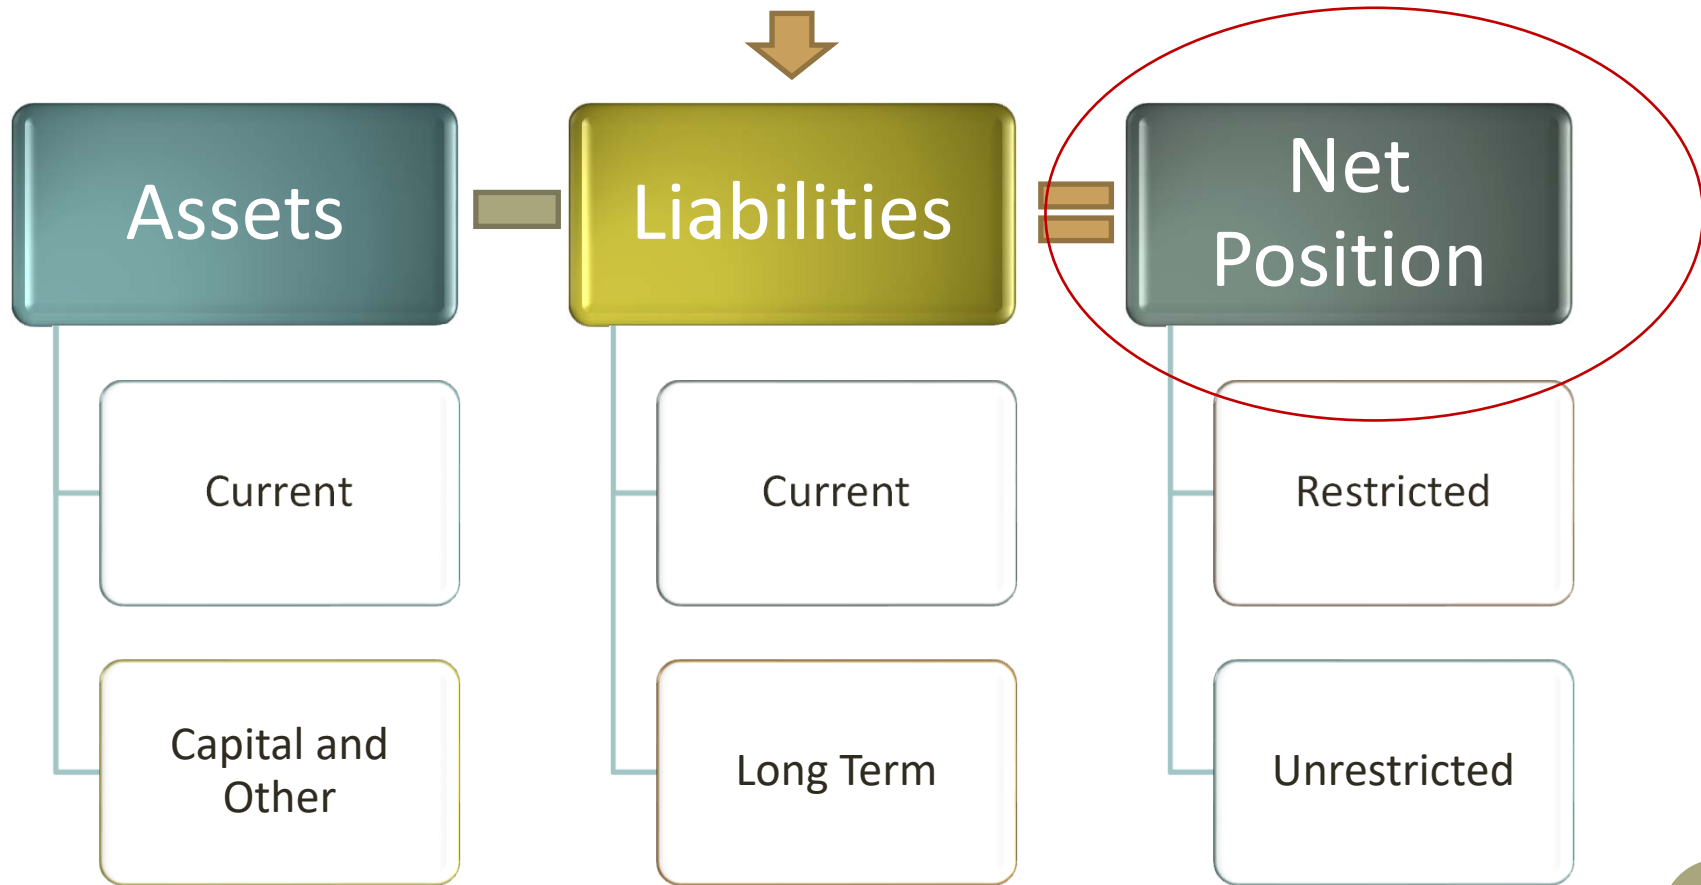 Assets
Liabilities
Net
Position
Current
Current
Restricted
Capital and
Other
Long Term
Unrestricted